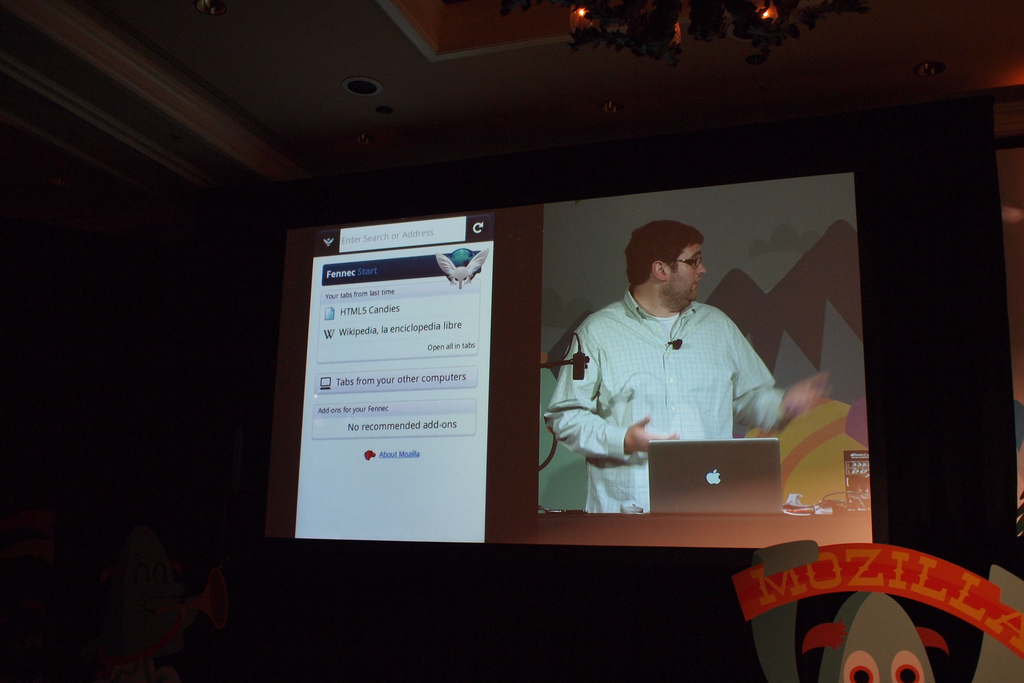 Enter Search or Address
Fennec Start
Your tabs from last time
HTML5 Candies
W Wikipedia, la enciclopedia libre
Open all in tabs
Tabs from your other computers
Add-ons for your Fennec
No recommended add-ons
About Mozilla
MOZILLA